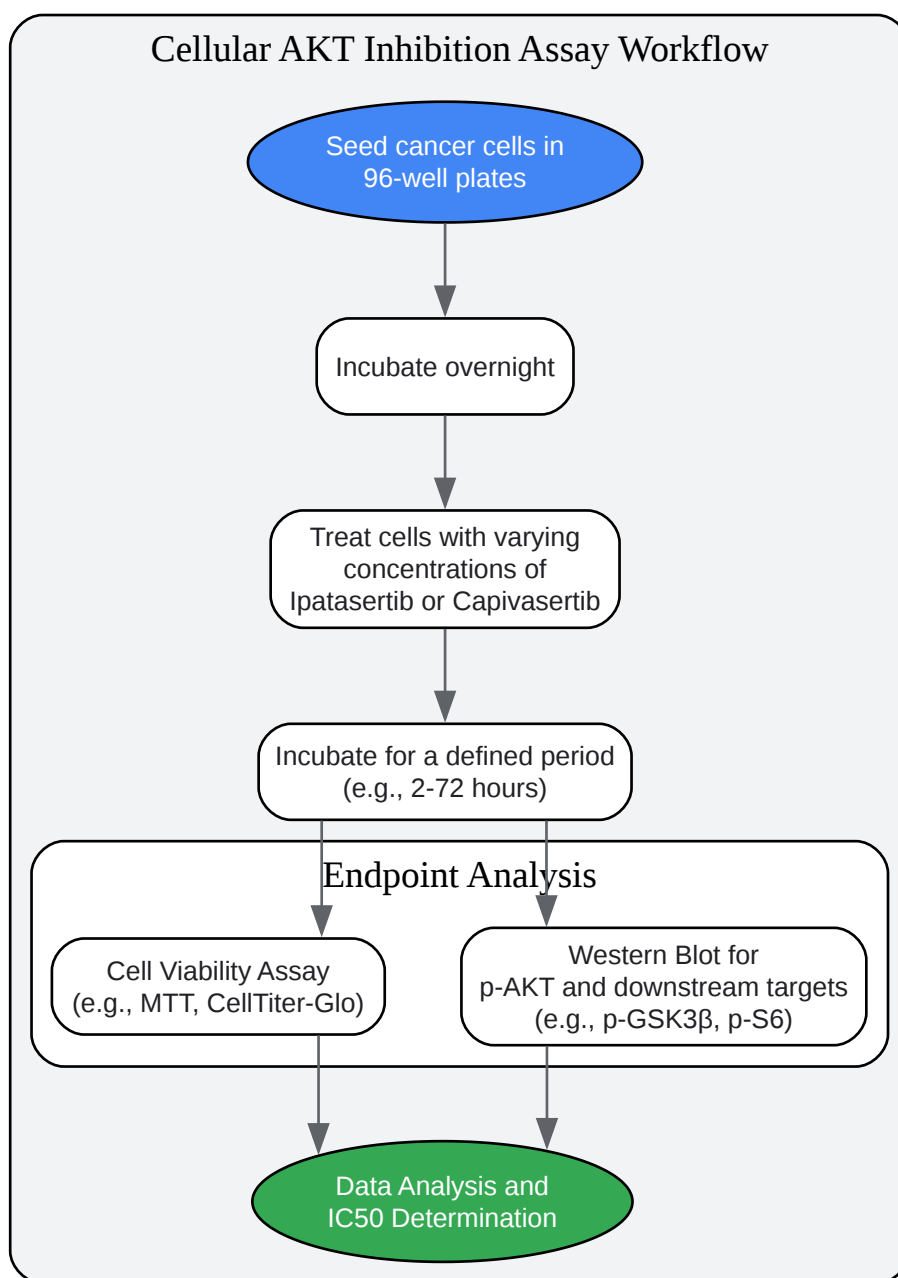 Cellular AKT Inhibition Assay Workflow
Seed cancer cells in
96-well plates
Incubate overnight
Treat cells with varying
concentrations of
Ipatasertib or Capivasertib
Incubate for a defined period
(e.g., 2-72 hours)
Endpoint Analysis
Cell Viability Assay
(e.g., MTT, CellTiter-Glo)
Western Blot for
p-AKT and downstream targets
(e.g., p-GSK3β, p-S6)
Data Analysis and
IC50 Determination